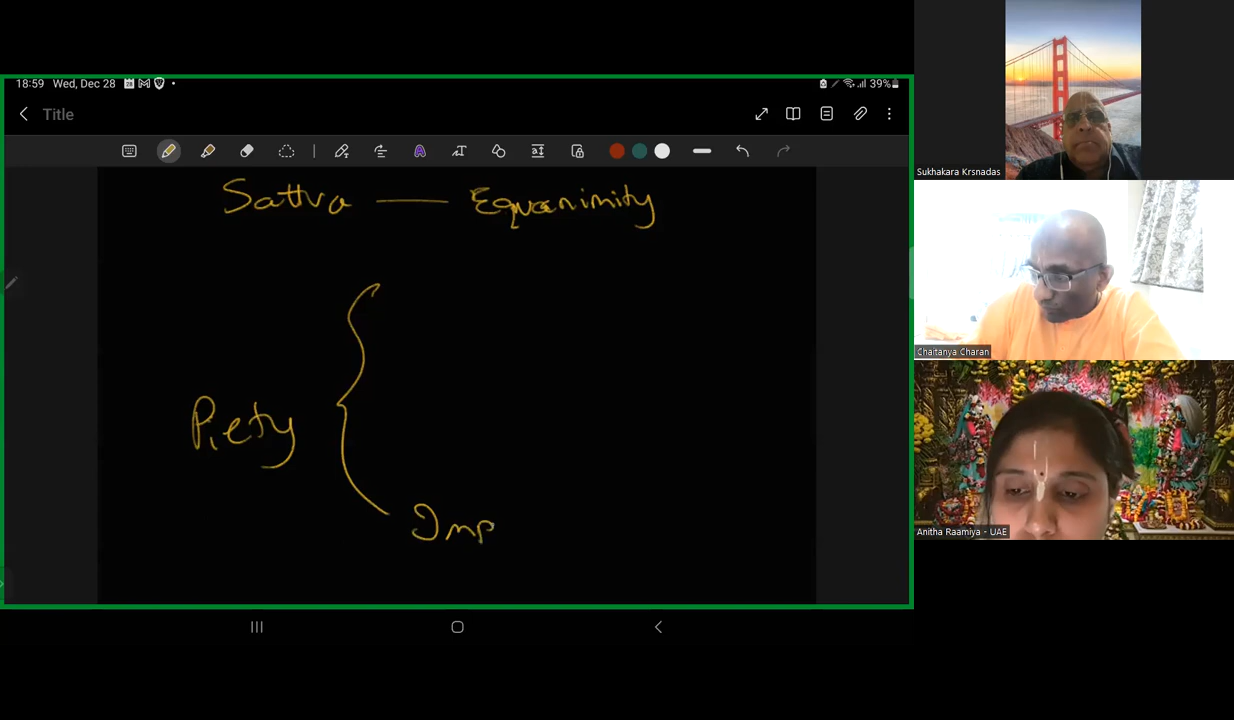 18:59 Wed, Dec 28
39%
Title
Sattva — Equanimity
Piety
Imp
Sukhakara Krsnadas
Chaitanya Charan
Anitha Raamiya - UAE